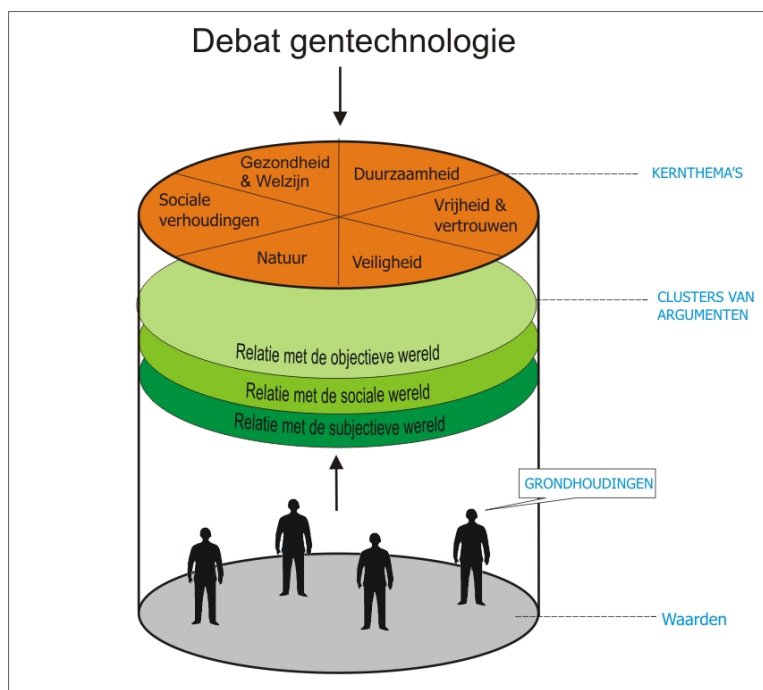 Debat gentechnologie
Gezondheid
& Welzijn
Duurzaamheid
KERNTHEMA'S
Sociale
verhoudingen
Vrijheid &
vertrouwen
Natuur
Veiligheid
CLUSTERS VAN
ARGUMENTEN
Relatie met de objectieve wereld
Relatie met de sociale wereld
Relatie met de subjectieve wereld
GRONDHOUDINGEN
Waarden